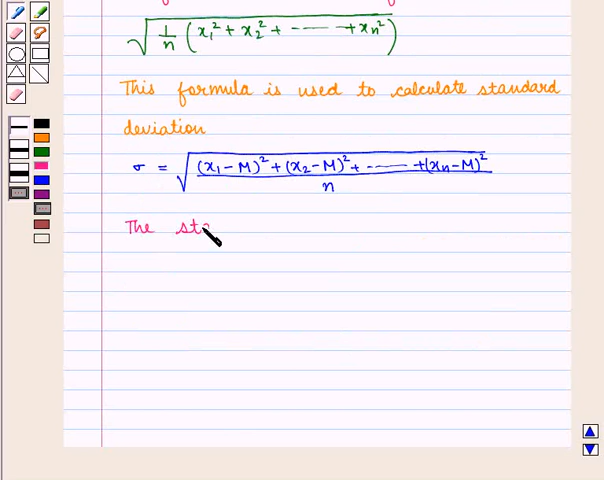 √(1/n (x₁² + x₂² + ------ + xn²))
This formula is used to calculate standard
deviation
σ = √((x₁ - M)² + (x₂ - M)² + ------ + (xn - M)² / n)
The st